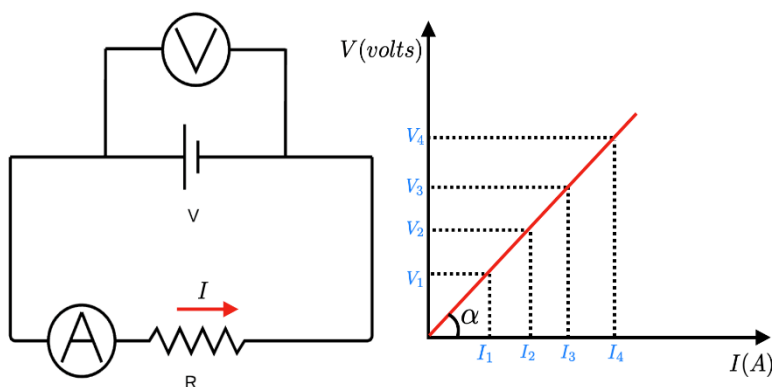 V
V
I
A
R
V(volts)
V₄
V₃
V₂
V₁
α
I₁ I₂ I₃ I₄
I(A)